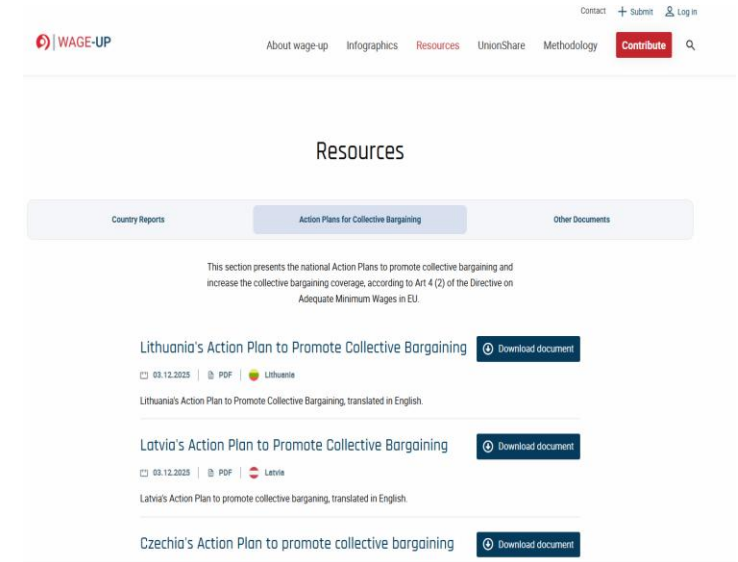 Contact + Submit Log in
WAGE-UP
About wage-up Infographics Resources UnionShare Methodology Contribute
Resources
Country Reports Action Plans for Collective Bargaining Other Documents
This section presents the national Action Plans to promote collective bargaining and
increase the collective bargaining coverage, according to Art 4 (2) of the Directive on
Adequate Minimum Wages in EU.
Lithuania's Action Plan to Promote Collective Bargaining Download document
03.12.2025 | PDF | Lithuania
Lithuania's Action Plan to Promote Collective Bargaining, translated in English.
Latvia's Action Plan to Promote Collective Bargaining Download document
03.12.2025 | PDF | Latvia
Latvia's Action Plan to promote collective barganing, translated in English.
Czechia's Action Plan to promote collective bargaining Download document